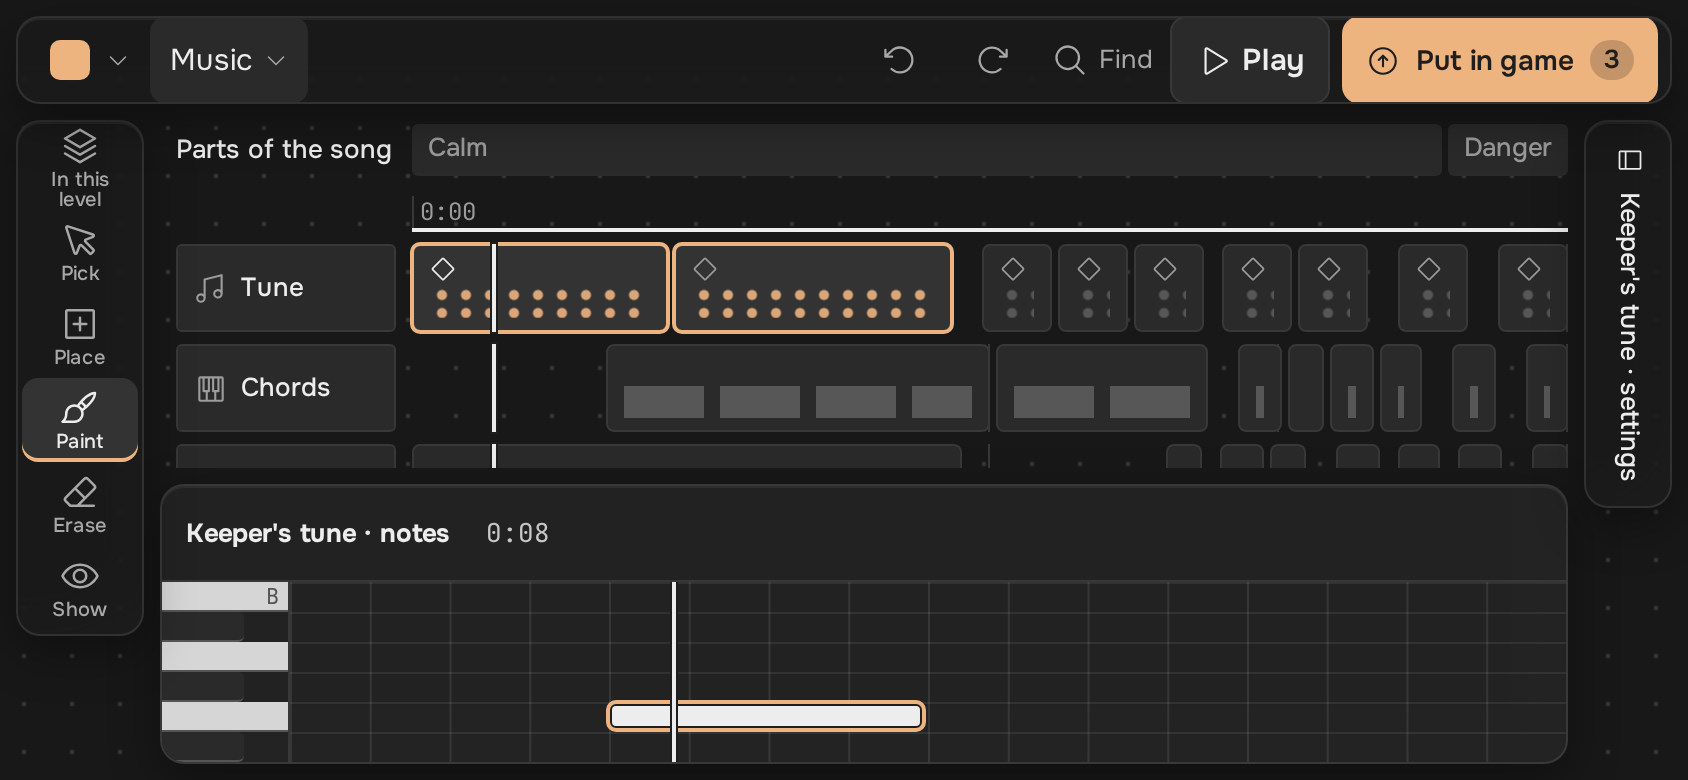 Music
Find
Play
Put in game 3
In this
level
Pick
Place
Paint
Erase
Show
Parts of the song
Calm
Danger
0:00
Tune
Chords
Keeper's tune · notes 0:08
B
Keeper's tune · settings